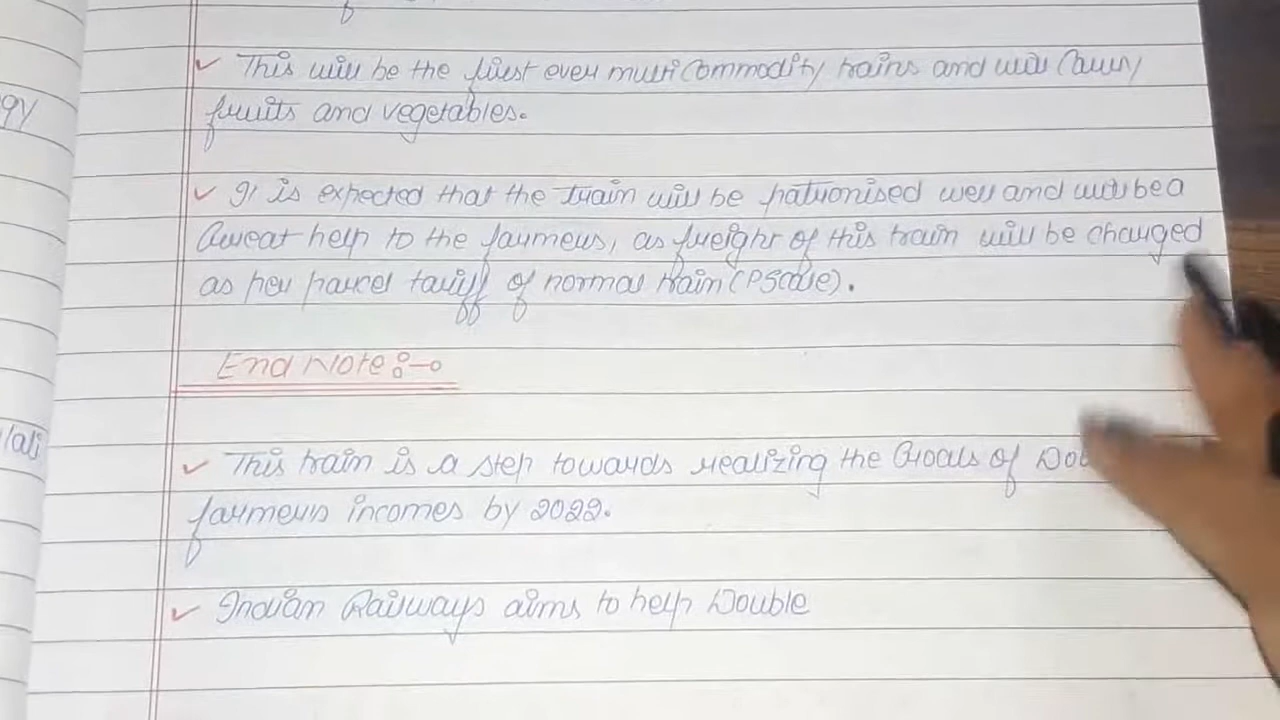 ✓ This will be the first ever multi Commodity trains and will Carry
fruits and vegetables.
✓ It is expected that the train will be patronised well and will be a
Great help to the farmers, as freight of this train will be charged
as per parcel tariff of normal train (PScale).
End Note :-
✓ This train is a step towards realizing the Goals of
farmers incomes by 2022.
✓ Indian Railways aims to help Double
gy